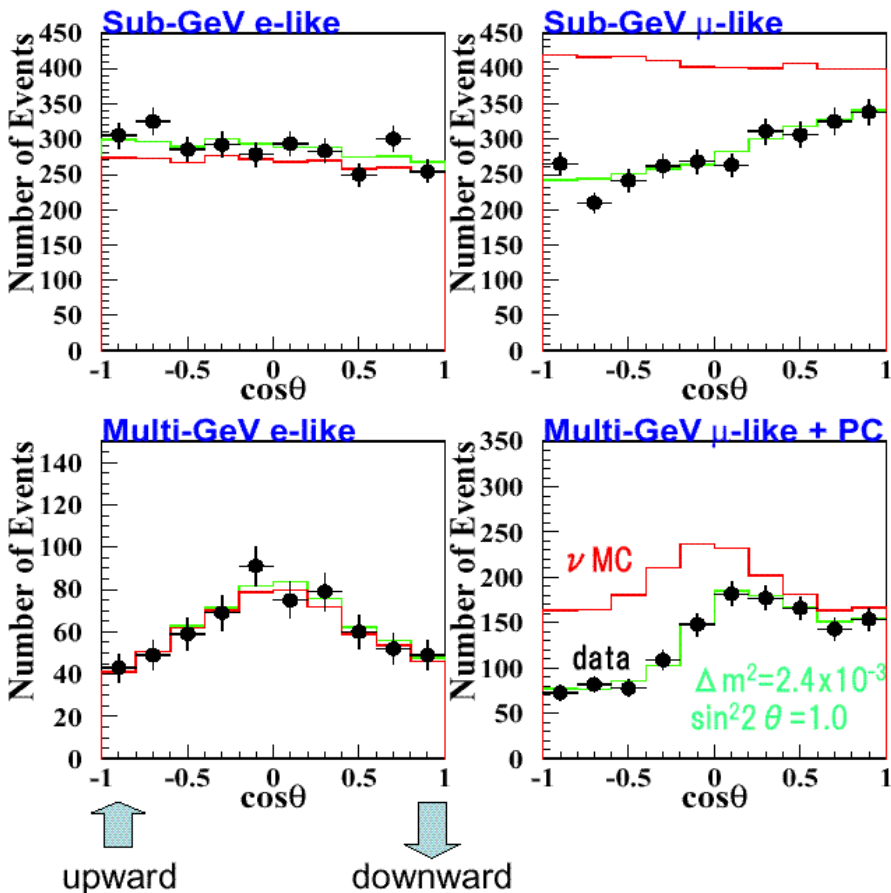 Sub-GeV e-like
Number of Events
450
400
350
300
250
200
150
100
50
0
-1 -0.5 0 0.5 1
cosθ
Sub-GeV μ-like
Number of Events
450
400
350
300
250
200
150
100
50
0
-1 -0.5 0 0.5 1
cosθ
Multi-GeV e-like
Number of Events
140
120
100
80
60
40
20
0
-1 -0.5 0 0.5 1
cosθ
Multi-GeV μ-like + PC
Number of Events
350
300
250
200
150
100
50
0
ν MC
data
Δm²=2.4x10⁻³
sin²2θ=1.0
-1 -0.5 0 0.5 1
cosθ
upward
downward